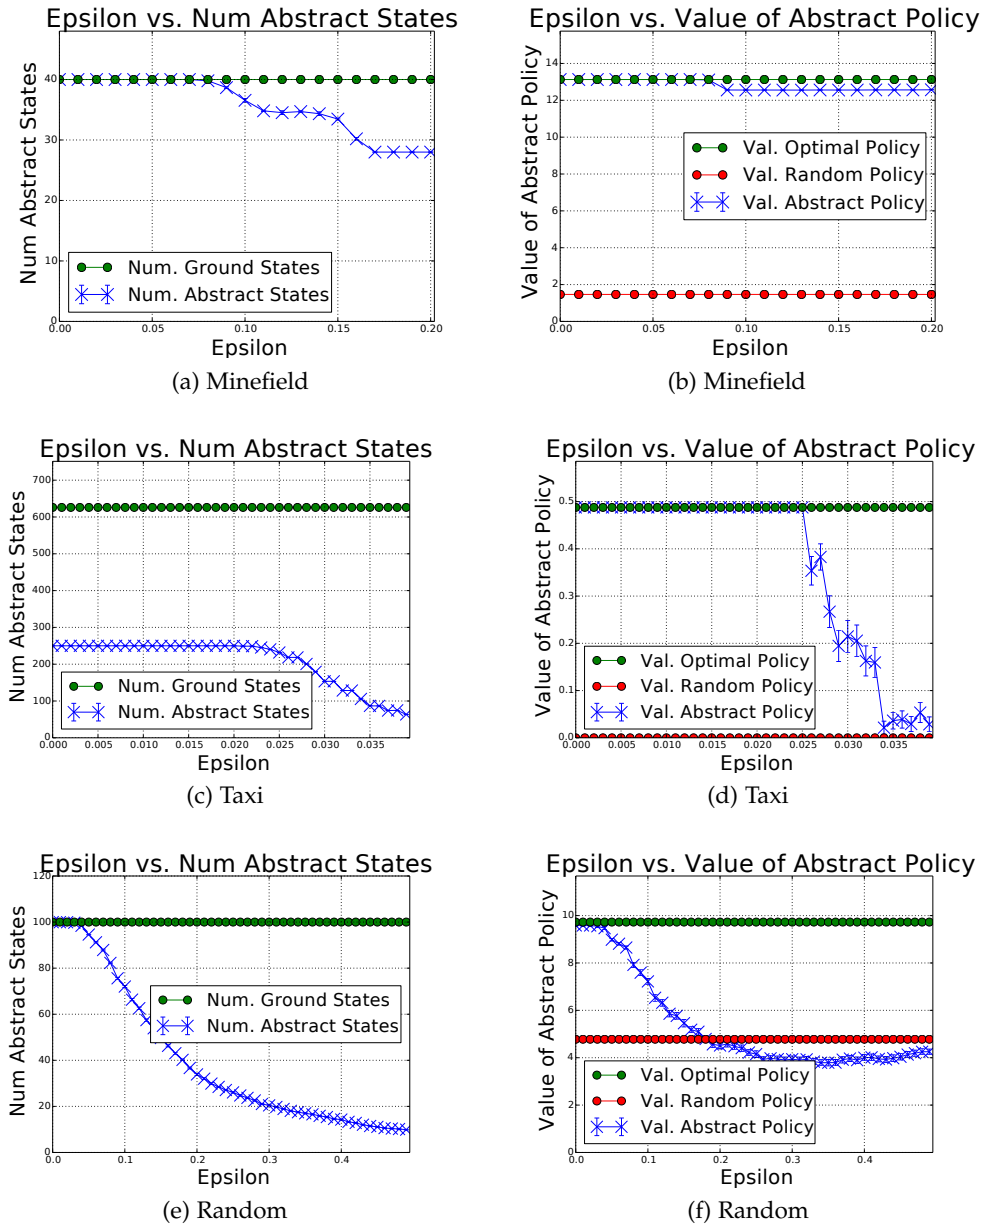 Epsilon vs. Num Abstract States
Num Abstract States
40
30
20
10
0
Num. Ground States
Num. Abstract States
0.00 0.05 0.10 0.15 0.20
Epsilon
(a) Minefield
Epsilon vs. Value of Abstract Policy
Value of Abstract Policy
14
12
10
8
6
4
2
0
Val. Optimal Policy
Val. Random Policy
Val. Abstract Policy
0.00 0.05 0.10 0.15 0.20
Epsilon
(b) Minefield
Epsilon vs. Num Abstract States
Num Abstract States
700
600
500
400
300
200
100
0
Num. Ground States
Num. Abstract States
0.000 0.005 0.010 0.015 0.020 0.025 0.030 0.035
Epsilon
(c) Taxi
Epsilon vs. Value of Abstract Policy
Value of Abstract Policy
0.5
0.4
0.3
0.2
0.1
0.0
Val. Optimal Policy
Val. Random Policy
Val. Abstract Policy
0.000 0.005 0.010 0.015 0.020 0.025 0.030 0.035
Epsilon
(d) Taxi
Epsilon vs. Num Abstract States
Num Abstract States
120
100
80
60
40
20
0
Num. Ground States
Num. Abstract States
0.0 0.1 0.2 0.3 0.4
Epsilon
(e) Random
Epsilon vs. Value of Abstract Policy
Value of Abstract Policy
10
8
6
4
2
0
Val. Optimal Policy
Val. Random Policy
Val. Abstract Policy
0.0 0.1 0.2 0.3 0.4
Epsilon
(f) Random